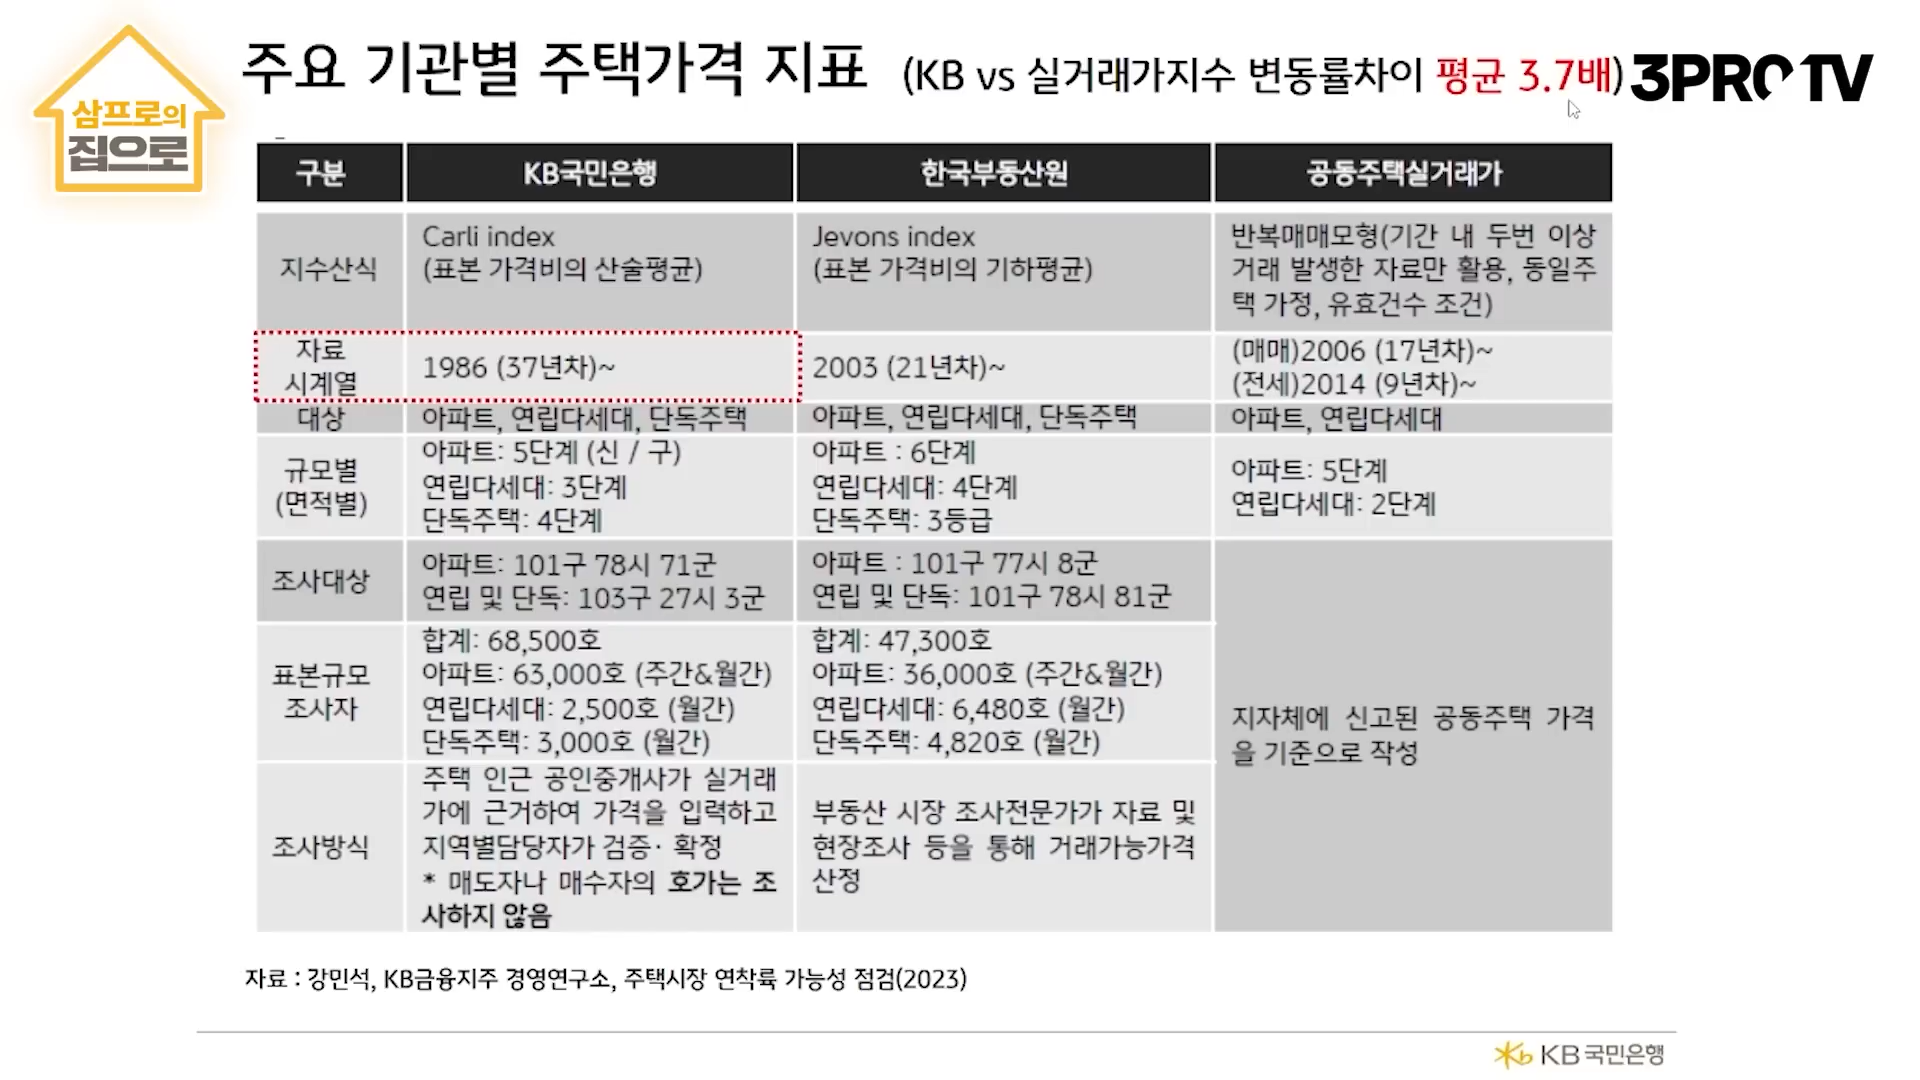 삼프로의
집으로
주요 기관별 주택가격 지표 (KB vs 실거래가지수 변동률차이 평균 3.7배)
3PRO TV
구분
KB국민은행
한국부동산원
공동주택실거래가
지수산식
Carli index
(표본 가격비의 산술평균)
Jevons index
(표본 가격비의 기하평균)
반복매매모형(기간 내 두번 이상
거래 발생한 자료만 활용, 동일주
택 가정, 유효건수 조건)
자료
시계열
1986 (37년차)~
2003 (21년차)~
(매매)2006 (17년차)~
(전세)2014 (9년차)~
대상
아파트, 연립다세대, 단독주택
아파트, 연립다세대, 단독주택
아파트, 연립다세대
규모별
(면적별)
아파트: 5단계 (신 / 구)
연립다세대: 3단계
단독주택: 4단계
아파트 : 6단계
연립다세대: 4단계
단독주택: 3등급
아파트: 5단계
연립다세대: 2단계
조사대상
아파트: 101구 78시 71군
연립 및 단독: 103구 27시 3군
아파트 : 101구 77시 8군
연립 및 단독: 101구 78시 81군
표본규모
조사자
합계: 68,500호
아파트: 63,000호 (주간&월간)
연립다세대: 2,500호 (월간)
단독주택: 3,000호 (월간)
합계: 47,300호
아파트: 36,000호 (주간&월간)
연립다세대: 6,480호 (월간)
단독주택: 4,820호 (월간)
지자체에 신고된 공동주택 가격
을 기준으로 작성
조사방식
주택 인근 공인중개사가 실거래
가에 근거하여 가격을 입력하고
지역별담당자가 검증· 확정
* 매도자나 매수자의 호가는 조
사하지 않음
부동산 시장 조사전문가가 자료 및
현장조사 등을 통해 거래가능가격
산정
자료 : 강민석, KB금융지주 경영연구소, 주택시장 연착륙 가능성 점검(2023)
KB국민은행